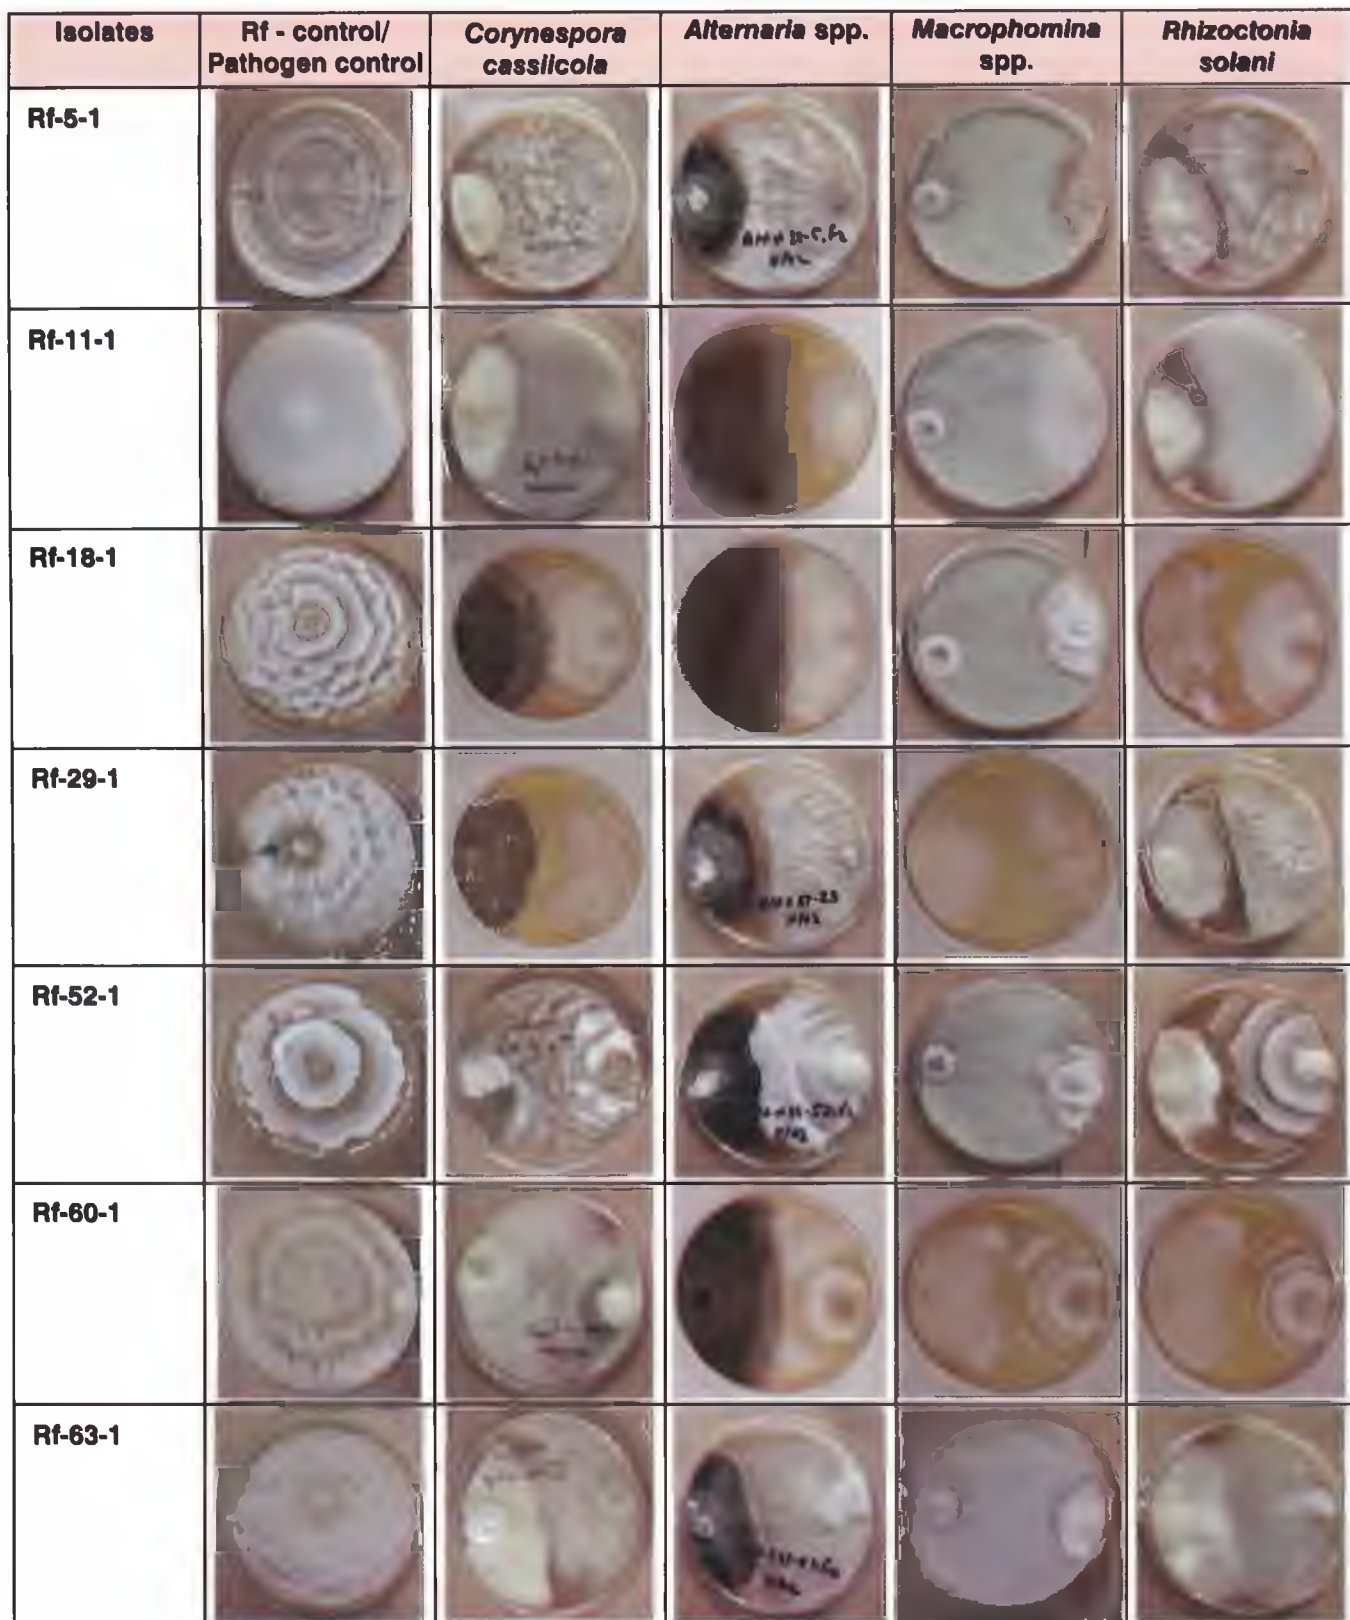 Isolates
Rf - control/
Pathogen control
Corynespora
cassiicola
Alternaria spp.
Macrophomina
spp.
Rhizoctonia
solani
Rf-5-1
Rf-11-1
Rf-18-1
Rf-29-1
Rf-52-1
Rf-60-1
Rf-63-1